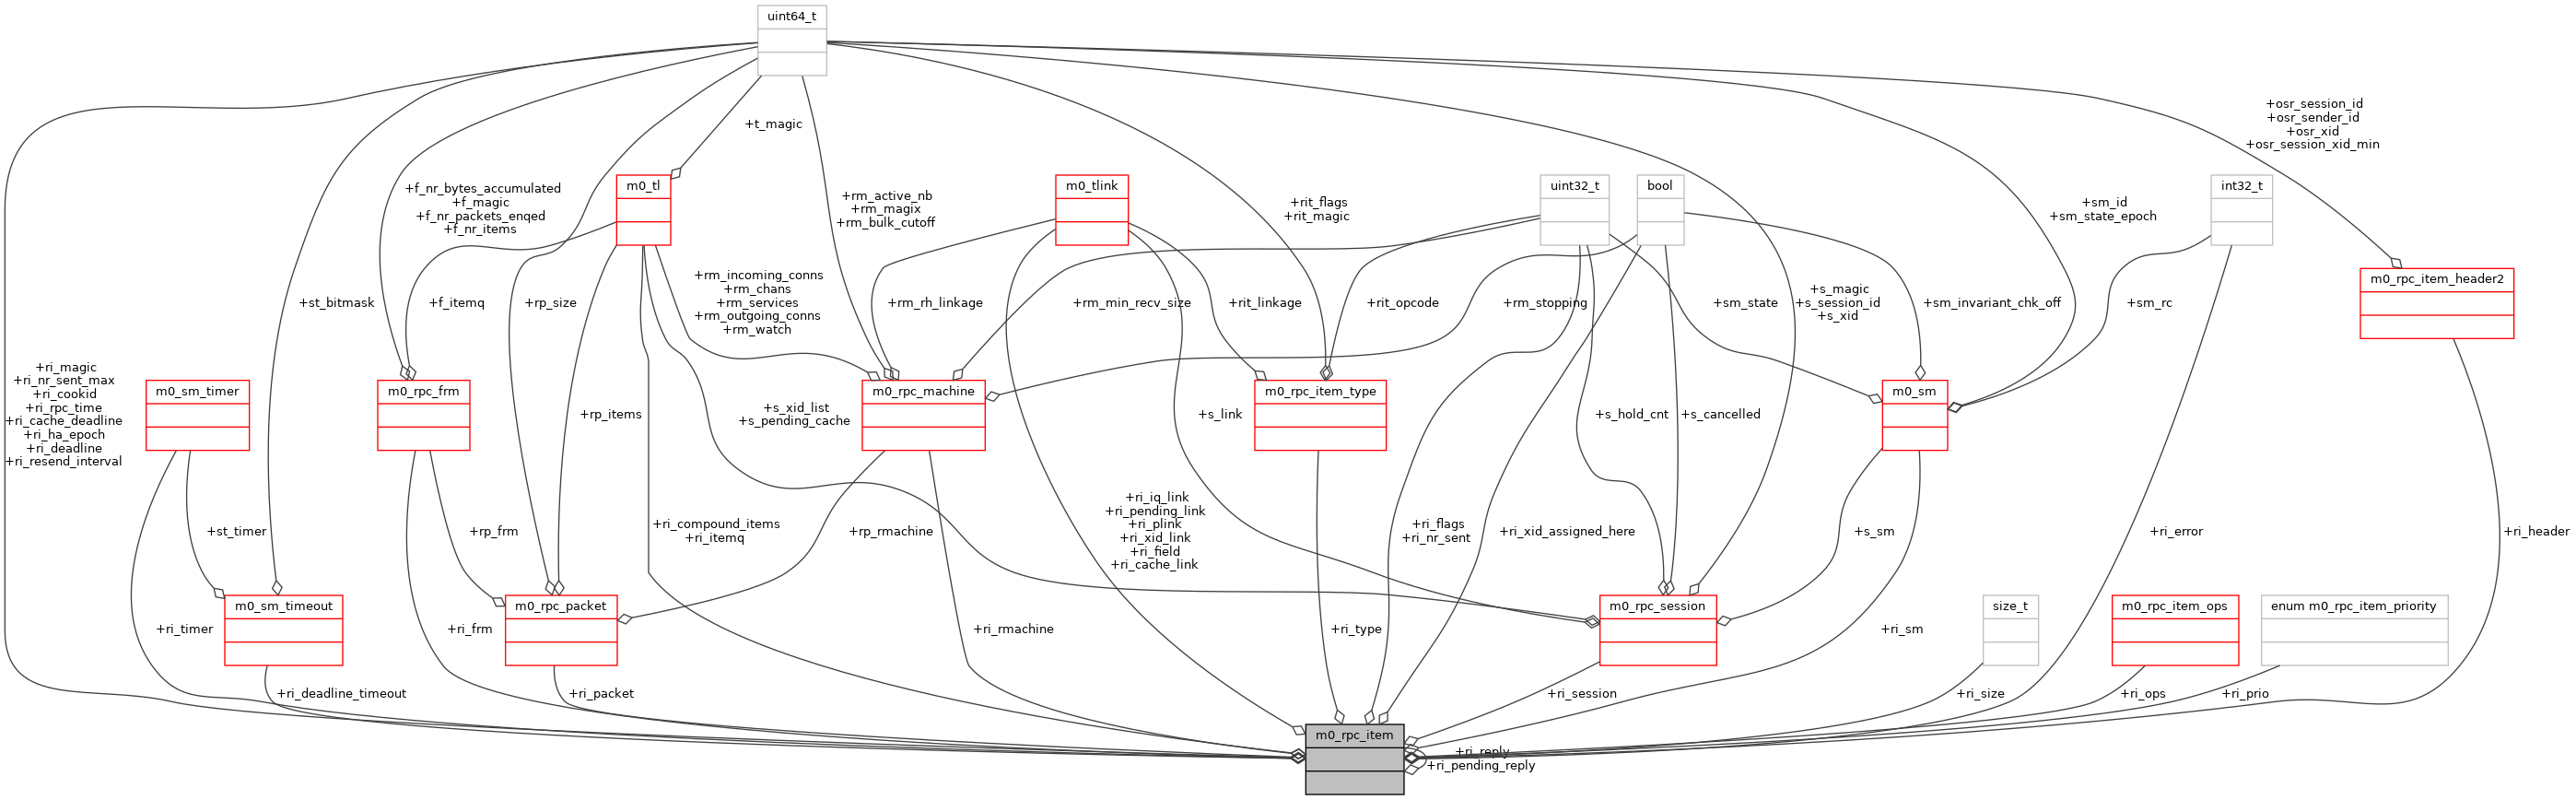 uint64_t
+osr_session_id
+osr_sender_id
+osr_xid
+osr_session_xid_min
+t_magic
m0_tl
m0_tlink
uint32_t
bool
int32_t
+f_nr_bytes_accumulated
+f_magic
+f_nr_packets_enqed
+f_nr_items
+rm_active_nb
+rm_magix
+rm_bulk_cutoff
+rit_flags
+rit_magic
+sm_id
+sm_state_epoch
m0_rpc_item_header2
+st_bitmask
+f_itemq
+rp_size
+rm_incoming_conns
+rm_chans
+rm_services
+rm_outgoing_conns
+rm_watch
+rm_rh_linkage
+rm_min_recv_size
+rit_linkage
+rit_opcode
+rm_stopping
+sm_state
+s_magic
+s_session_id
+s_xid
+sm_invariant_chk_off
+sm_rc
+ri_magic
+ri_nr_sent_max
+ri_cookid
+ri_rpc_time
+ri_cache_deadline
+ri_ha_epoch
+ri_deadline
+ri_resend_interval
m0_sm_timer
m0_rpc_frm
+rp_items
+s_xid_list
+s_pending_cache
m0_rpc_machine
+s_link
m0_rpc_item_type
+s_hold_cnt
+s_cancelled
m0_sm
+st_timer
+rp_frm
+ri_compound_items
+ri_itemq
+rp_rmachine
+ri_iq_link
+ri_pending_link
+ri_plink
+ri_xid_link
+ri_field
+ri_cache_link
+ri_flags
+ri_nr_sent
+ri_xid_assigned_here
+s_sm
+ri_error
+ri_header
+ri_timer
m0_sm_timeout
+ri_frm
m0_rpc_packet
+ri_rmachine
+ri_type
m0_rpc_session
+ri_sm
size_t
m0_rpc_item_ops
enum m0_rpc_item_priority
+ri_deadline_timeout
+ri_packet
+ri_session
+ri_size
+ri_ops
+ri_prio
m0_rpc_item
+ri_reply
+ri_pending_reply